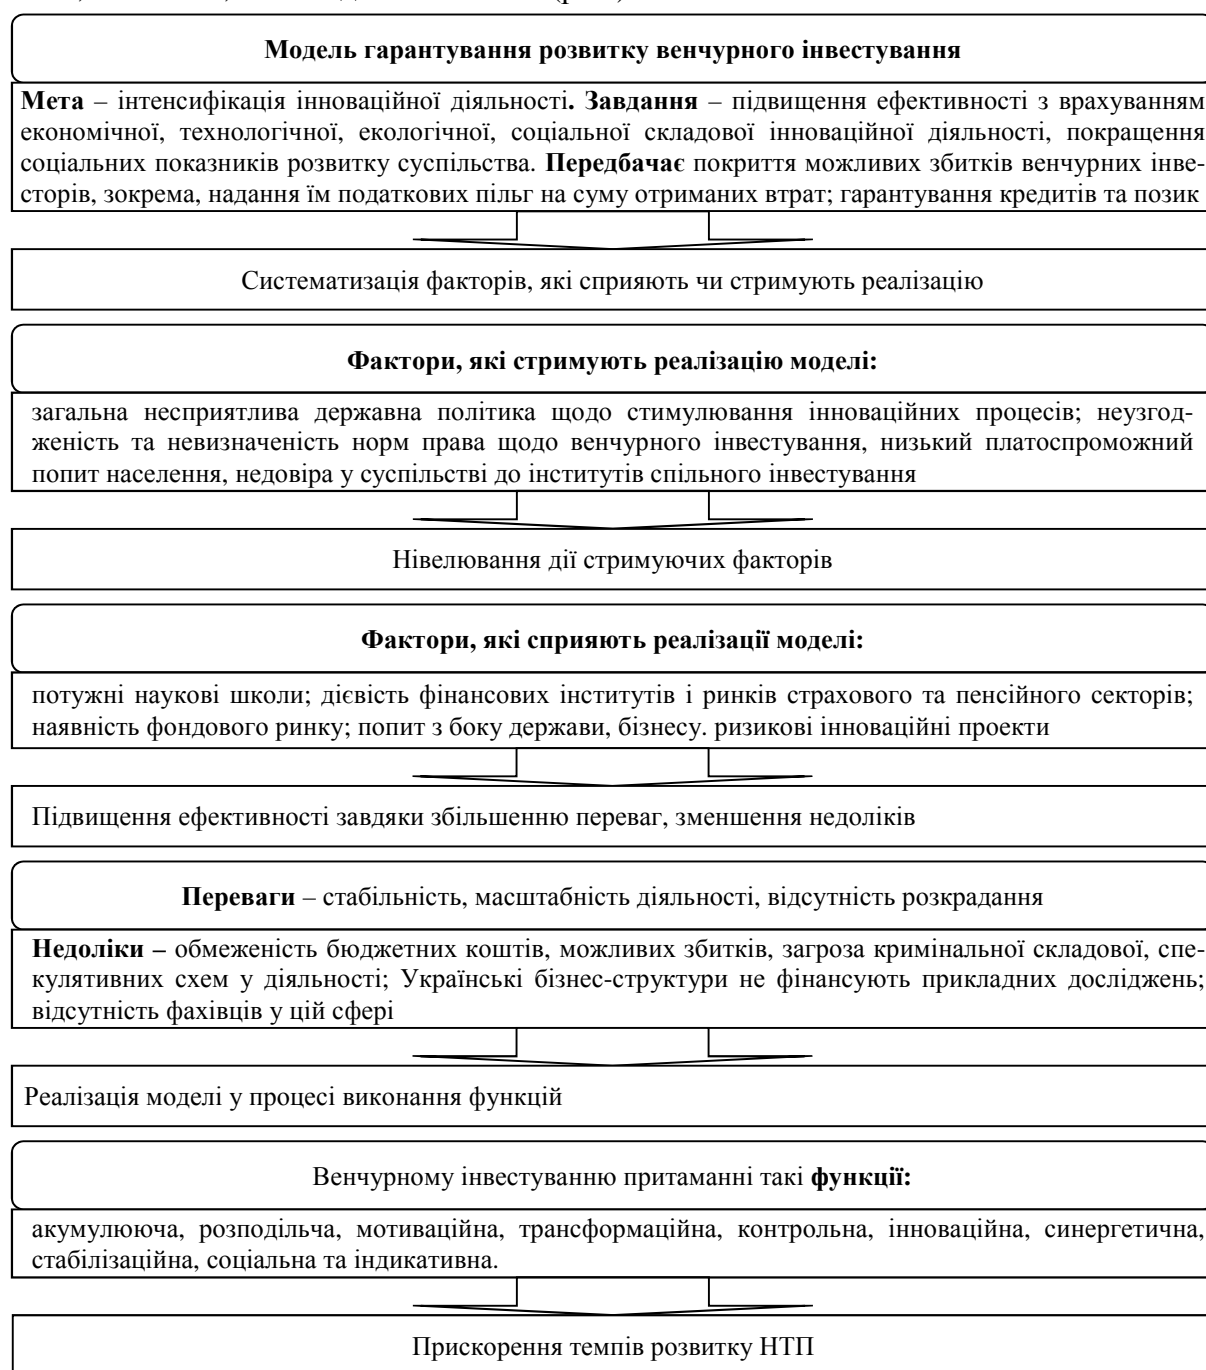 Модель гарантування розвитку венчурного інвестування
Мета – інтенсифікація інноваційної діяльності. Завдання – підвищення ефективності з врахуванням
економічної, технологічної, екологічної, соціальної складової інноваційної діяльності, покращення
соціальних показників розвитку суспільства. Передбачає покриття можливих збитків венчурних інве-
сторів, зокрема, надання їм податкових пільг на суму отриманих втрат; гарантування кредитів та позик
Систематизація факторів, які сприяють чи стримують реалізацію
Фактори, які стримують реалізацію моделі:
загальна несприятлива державна політика щодо стимулювання інноваційних процесів; неузгод-
женість та невизначеність норм права щодо венчурного інвестування, низький платоспроможний
попит населення, недовіра у суспільстві до інститутів спільного інвестування
Нівелювання дії стримуючих факторів
Фактори, які сприяють реалізації моделі:
потужні наукові школи; дієвість фінансових інститутів і ринків страхового та пенсійного секторів;
наявність фондового ринку; попит з боку держави, бізнесу. ризикові інноваційні проекти
Підвищення ефективності завдяки збільшенню переваг, зменшення недоліків
Переваги – стабільність, масштабність діяльності, відсутність розкрадання
Недоліки – обмеженість бюджетних коштів, можливих збитків, загроза кримінальної складової, спе-
кулятивних схем у діяльності; Українські бізнес-структури не фінансують прикладних досліджень;
відсутність фахівців у цій сфері
Реалізація моделі у процесі виконання функцій
Венчурному інвестуванню притаманні такі функції:
акумулююча, розподільча, мотиваційна, трансформаційна, контрольна, інноваційна, синергетична,
стабілізаційна, соціальна та індикативна.
Прискорення темпів розвитку НТП